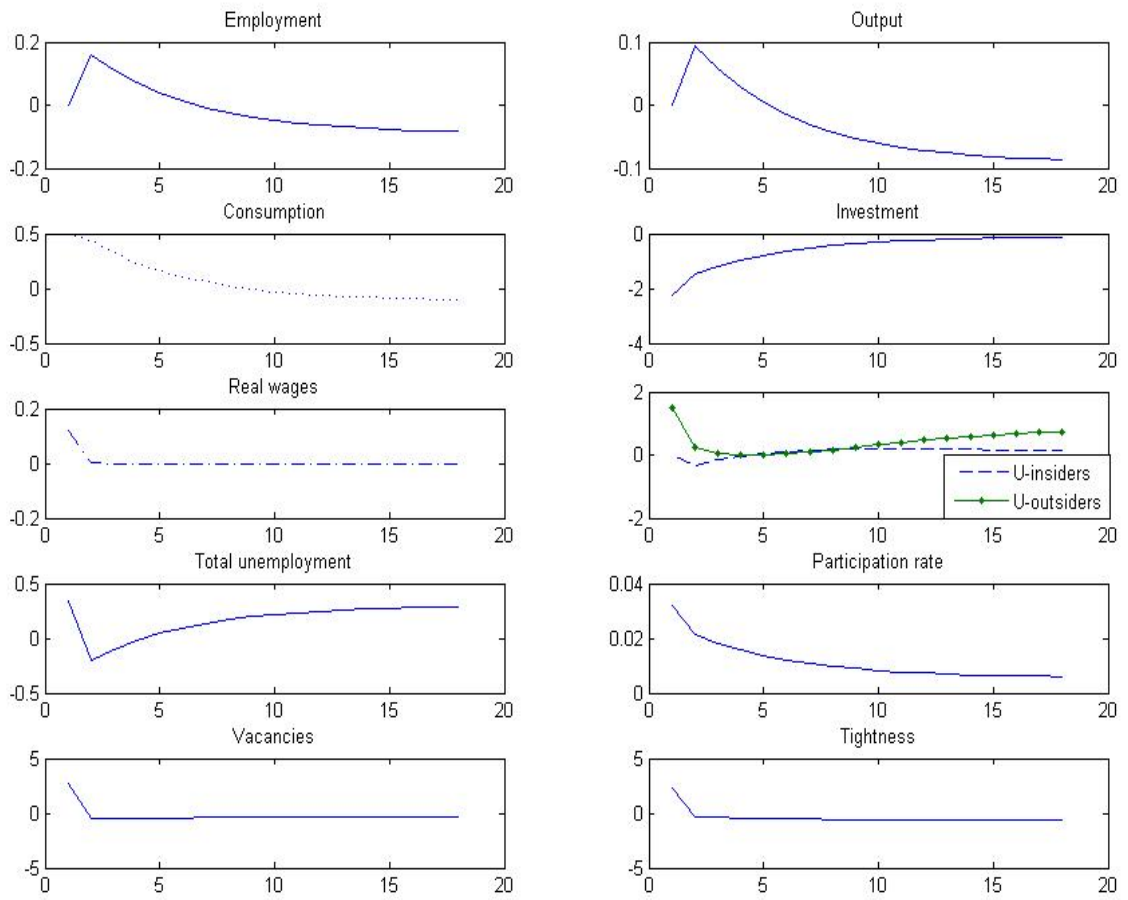 Employment
0.2
0
-0.2
0 5 10 15 20
Output
0.1
0
-0.1
0 5 10 15 20
Consumption
0.5
0
-0.5
0 5 10 15 20
Investment
0
-2
-4
0 5 10 15 20
Real wages
0.2
0
-0.2
0 5 10 15 20
2
0
-2
0 5 10 15 20
U-insiders
U-outsiders
Total unemployment
0.5
0
-0.5
0 5 10 15 20
Participation rate
0.04
0.02
0
0 5 10 15 20
Vacancies
5
0
-5
0 5 10 15 20
Tightness
5
0
-5
0 5 10 15 20